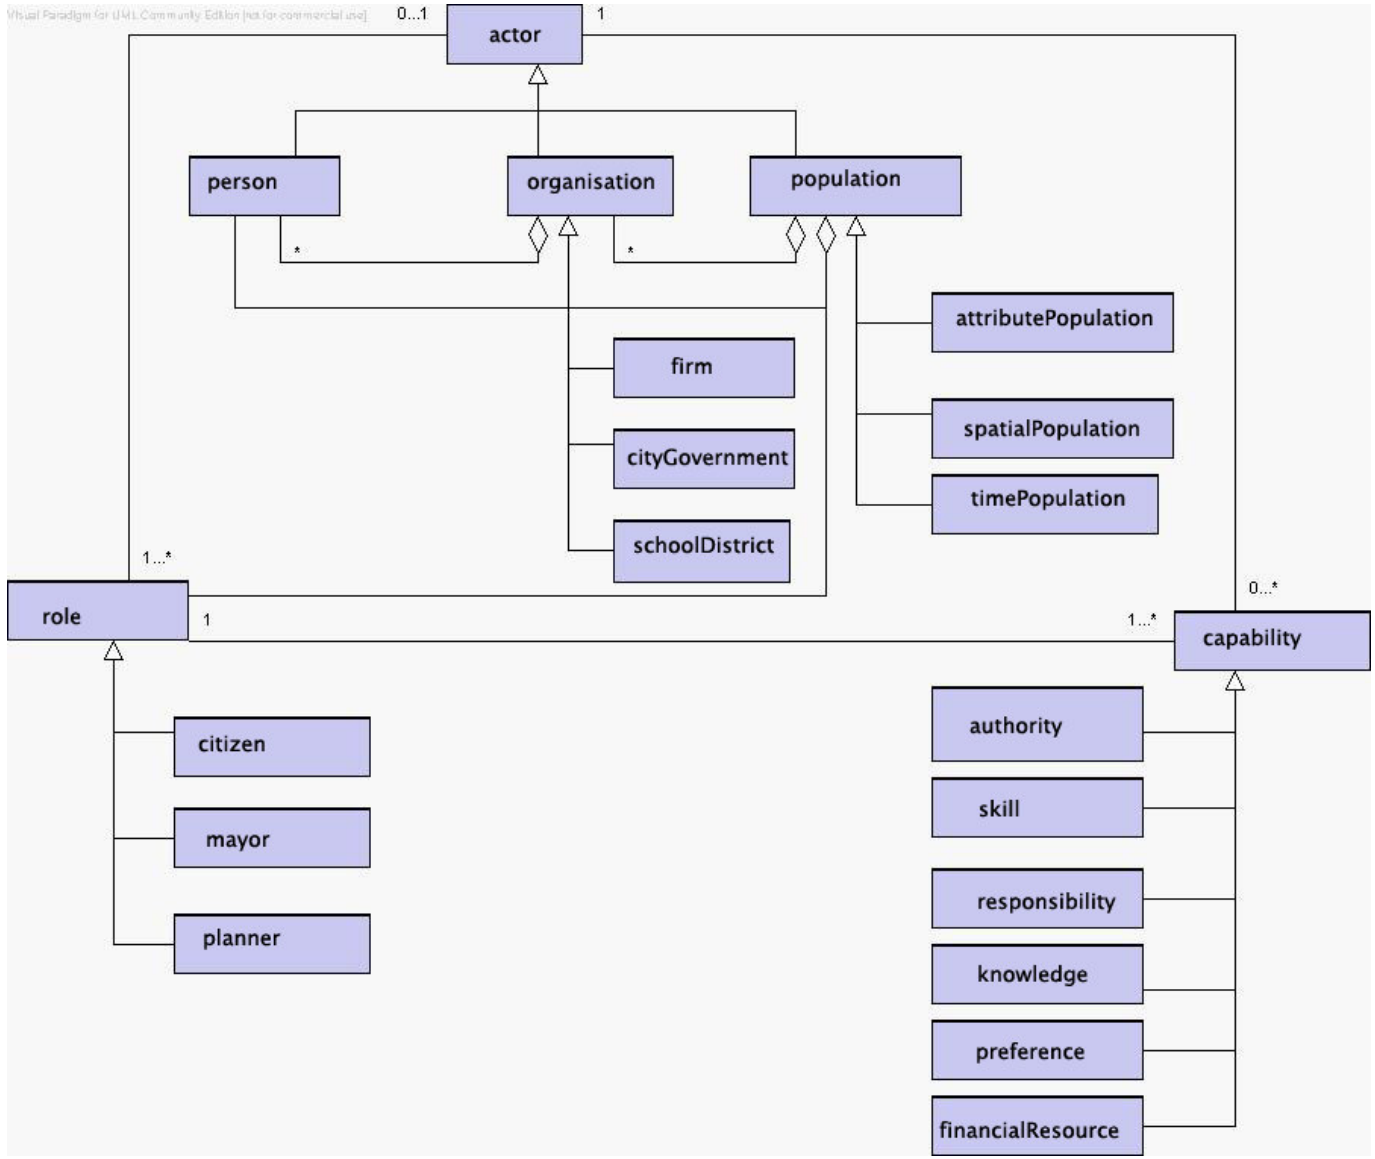 Visual Paradigm for UML Community Edition [not for commercial use]
0...1
1
actor
person
organisation
population
*
*
attributePopulation
firm
spatialPopulation
cityGovernment
timePopulation
schoolDistrict
1...*
0...*
role
1
1...*
capability
authority
citizen
skill
mayor
responsibility
planner
knowledge
preference
financialResource